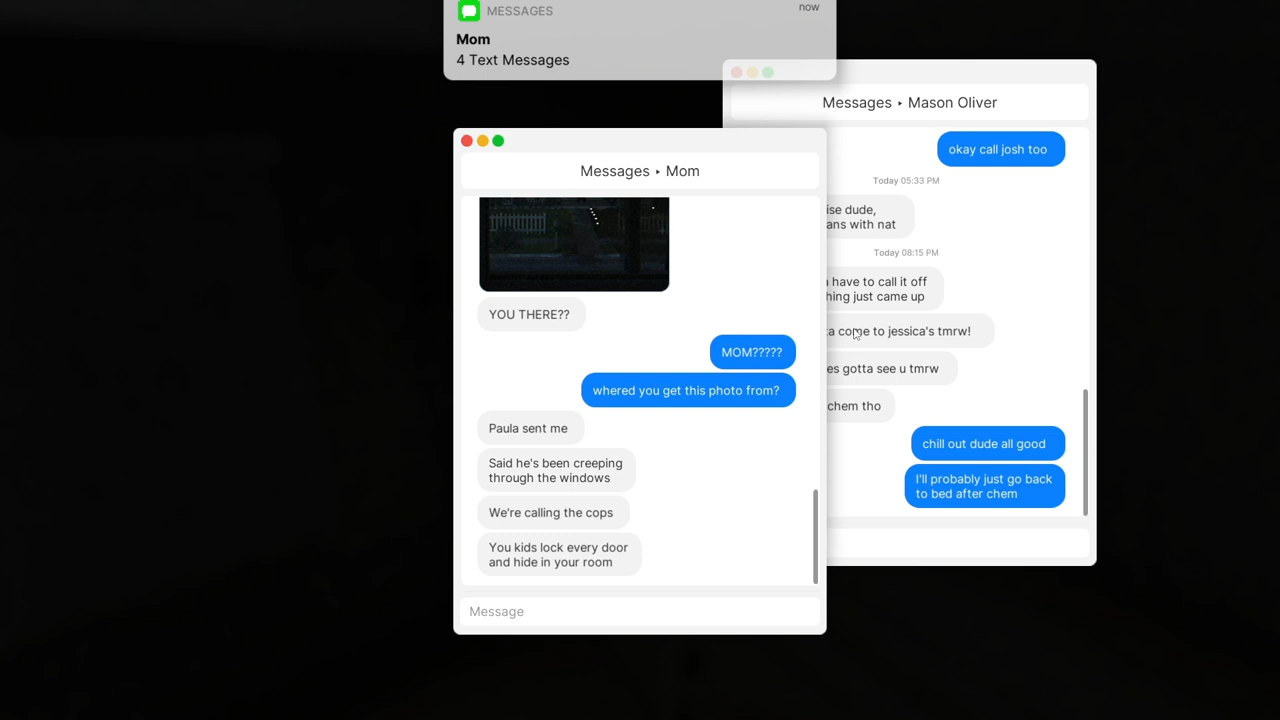 MESSAGES
now
Mom
4 Text Messages
Messages ‣ Mason Oliver
okay call josh too
Today 05:33 PM
dude,
with nat
Today 08:15 PM
have to call it off
just came up
come to jessica's tmrw!
gotta see u tmrw
chem tho
chill out dude all good
I'll probably just go back
to bed after chem
Messages ‣ Mom
YOU THERE??
MOM?????
whered you get this photo from?
Paula sent me
Said he's been creeping
through the windows
We're calling the cops
You kids lock every door
and hide in your room
Message